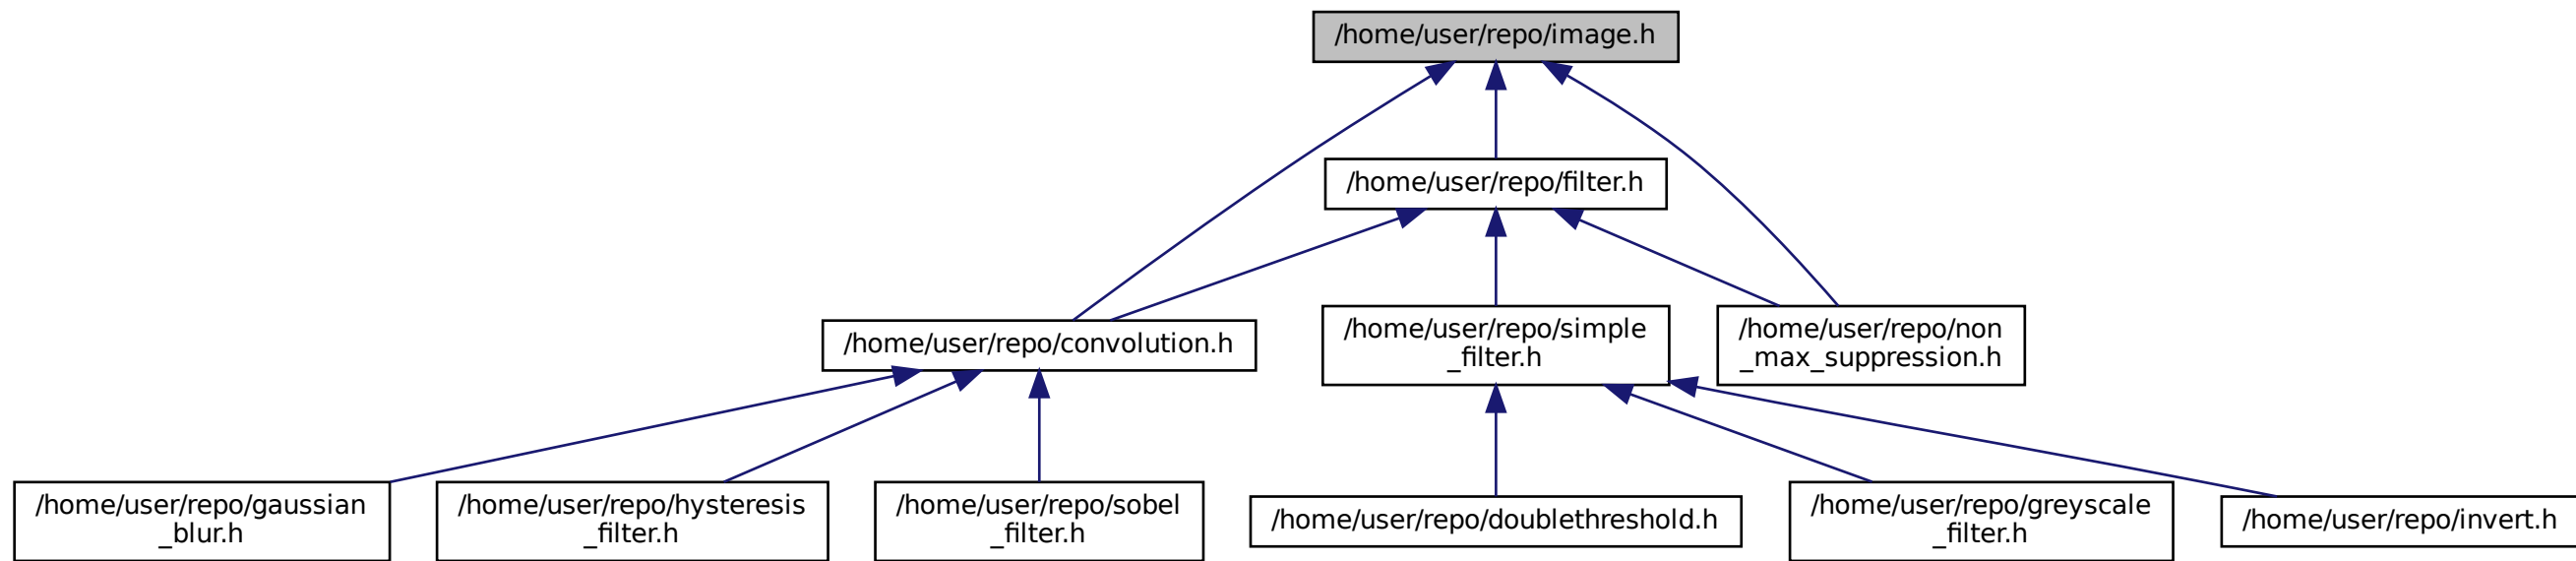 /home/user/repo/image.h
/home/user/repo/filter.h
/home/user/repo/convolution.h
/home/user/repo/simple
_filter.h
/home/user/repo/non
_max_suppression.h
/home/user/repo/gaussian
_blur.h
/home/user/repo/hysteresis
_filter.h
/home/user/repo/sobel
_filter.h
/home/user/repo/doublethreshold.h
/home/user/repo/greyscale
_filter.h
/home/user/repo/invert.h